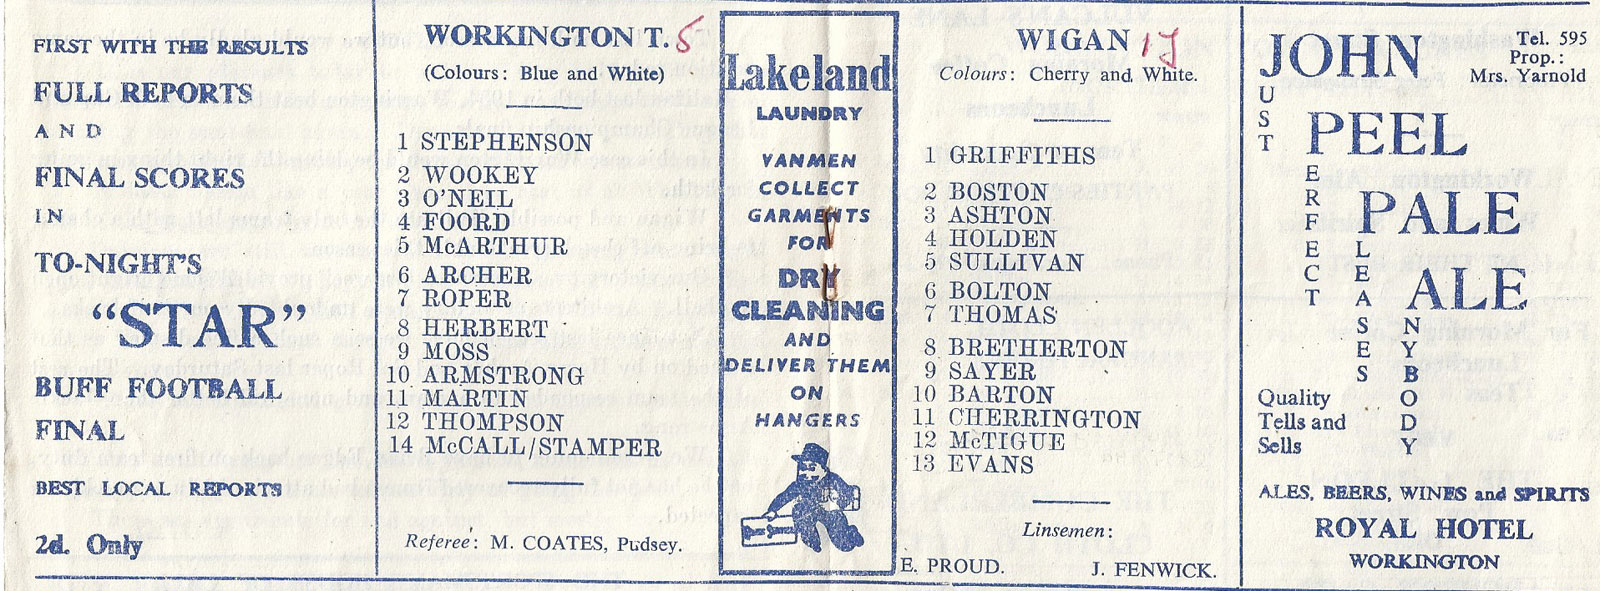 FIRST WITH THE RESULTS
FULL REPORTS
AND
FINAL SCORES
IN
TO-NIGHT'S
"STAR"
BUFF FOOTBALL
FINAL
BEST LOCAL REPORTS
2d. Only
WORKINGTON T. 5
(Colours: Blue and White)
1 STEPHENSON
2 WOOKEY
3 O'NEIL
4 FOORD
5 McARTHUR
6 ARCHER
7 ROPER
8 HERBERT
9 MOSS
10 ARMSTRONG
11 MARTIN
12 THOMPSON
14 McCALL/STAMPER
Referee: M. COATES, Pudsey.
Lakeland
LAUNDRY
VANMEN
COLLECT
GARMENTS
FOR
DRY
CLEANING
AND
DELIVER THEM
ON
HANGERS
WIGAN
Colours: Cherry and White.
1 GRIFFITHS
2 BOSTON
3 ASHTON
4 HOLDEN
5 SULLIVAN
6 BOLTON
7 THOMAS
8 BRETHERTON
9 SAYER
10 BARTON
11 CHERRINGTON
12 McTIGUE
13 EVANS
Linsemen:
E. PROUD. J. FENWICK.
JOHN
Tel. 595
Prop.:
Mrs. Yarnold
JUST
PEEL
PERFECT
PALE
PLEASES
ALE
ANYBODY
Quality
Tells and
Sells
ALES, BEERS, WINES and SPIRITS
ROYAL HOTEL
WORKINGTON